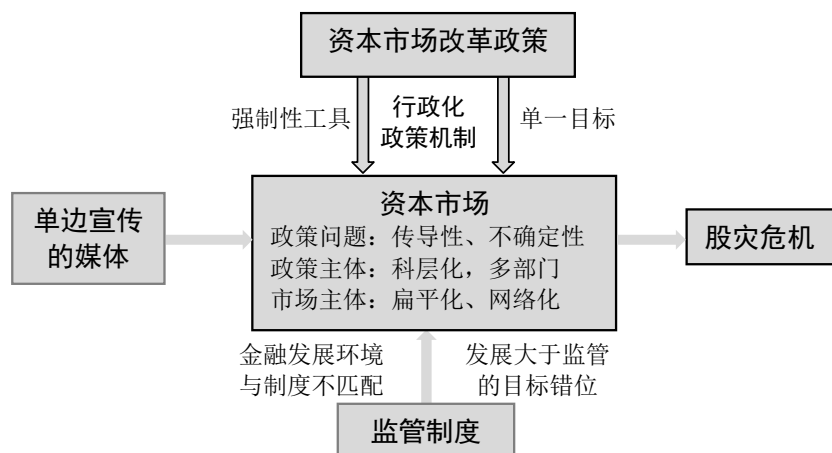 资本市场改革政策
强制性工具
行政化
政策机制
单一目标
单边宣传
的媒体
资本市场
政策问题：传导性、不确定性
政策主体：科层化，多部门
市场主体：扁平化、网络化
股灾危机
金融发展环境
与制度不匹配
发展大于监管
的目标错位
监管制度